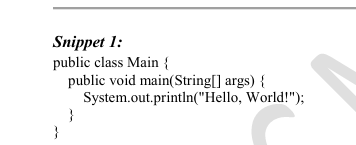 Snippet 1:
public class Main {
public void main(String[] args) {
System.out.println("Hello, World!");
}
}